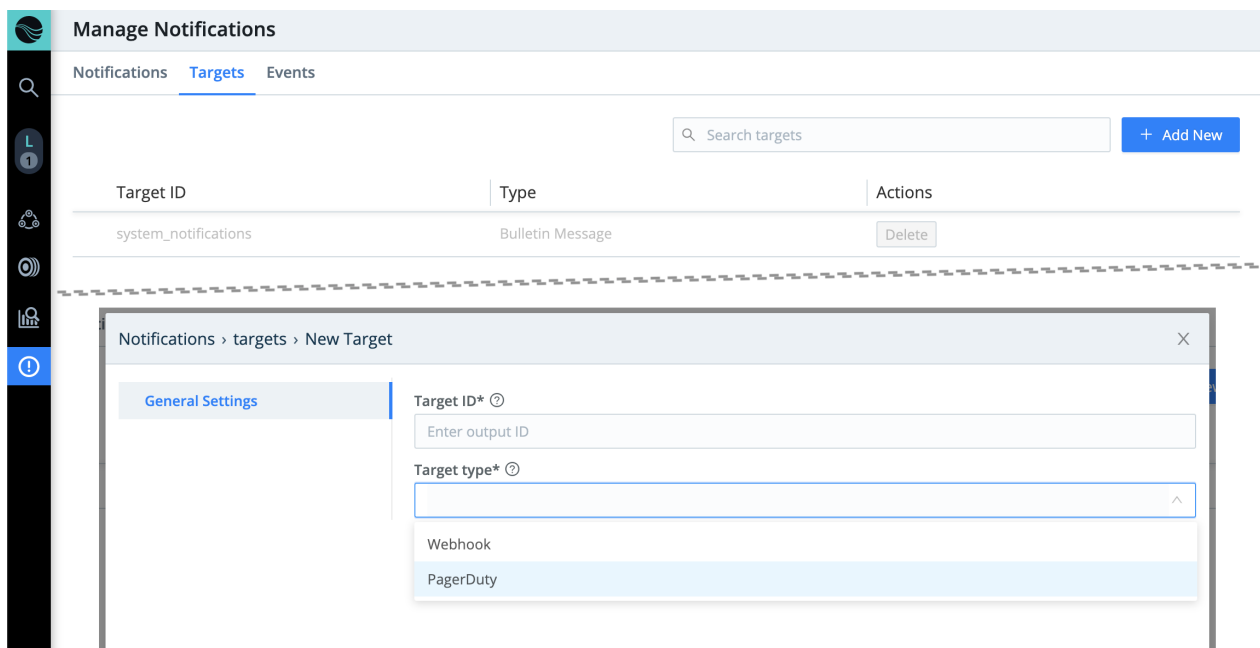 Manage Notifications
Notifications Targets Events
L
1
Search targets
+ Add New
Target ID Type Actions
system_notifications Bulletin Message Delete
Notifications › targets › New Target
General Settings
Target ID*
Enter output ID
Target type*
Webhook
PagerDuty